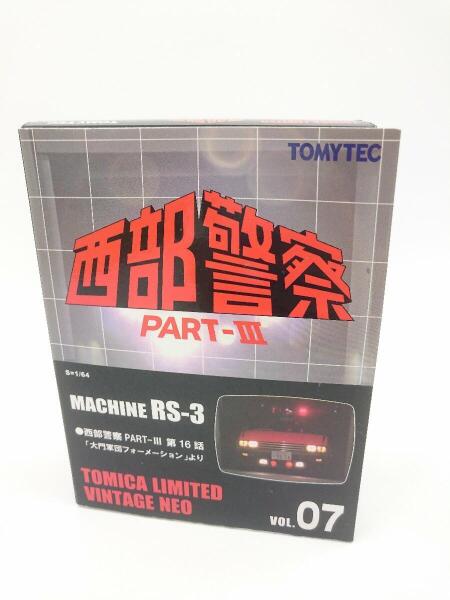 TOMYTEC
西部警察
PART-III
S=1/64
MACHINE RS-3
●西部警察 PART-III 第16話
「大門軍団フォーメーション」より
TOMICA LIMITED
VINTAGE NEO
VOL. 07